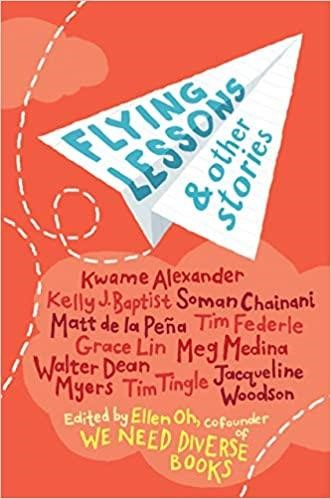 FLYING
LESSONS
& other
stories
Kwame Alexander
Kelly J. Baptist Soman Chainani
Matt de la Peña Tim Federle
Grace Lin Meg Medina
Walter Dean Myers Tim Tingle Jacqueline Woodson
Edited by Ellen Oh, cofounder of
WE NEED DIVERSE
BOOKS